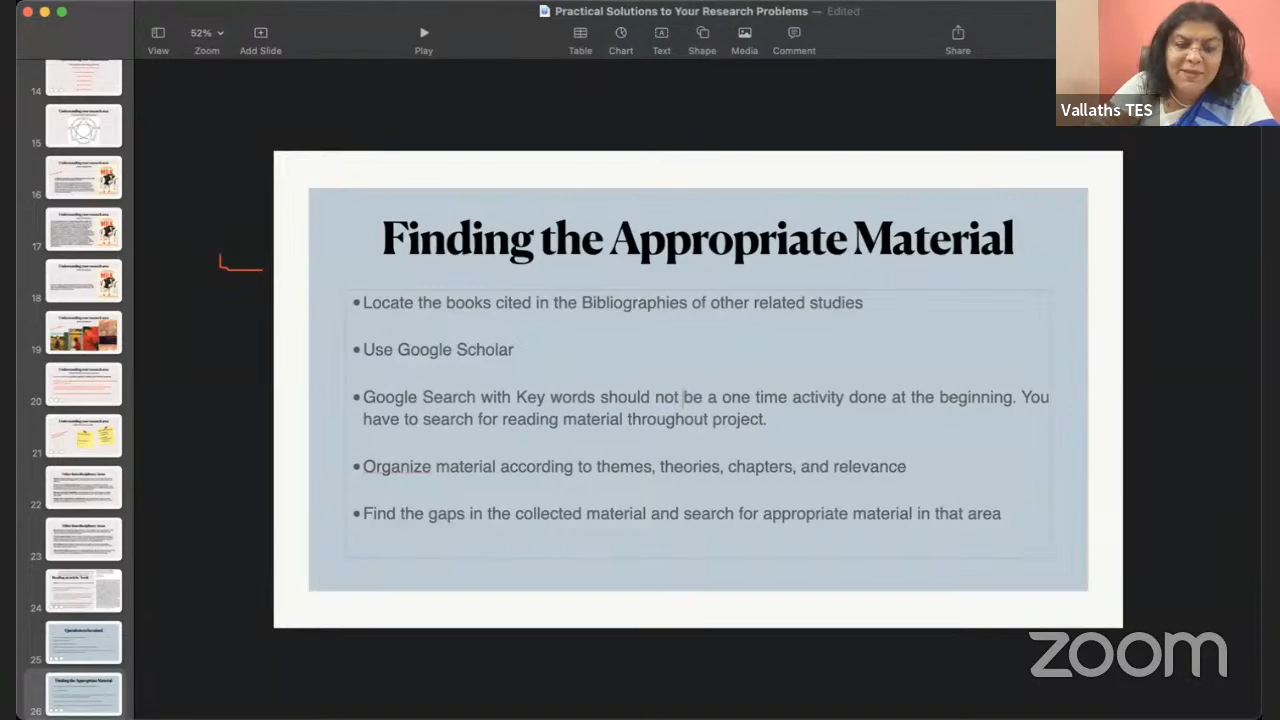 Practical Solutions to Your Research Problems — Edited
52%
View
Zoom
Add Slide
Play
Table
Chart
Text
Shape
Media
Comment
Share
Vallaths TES
14
15
16
17
18
19
20
21
22
23
24
25
26
Finding the Appropriate Material
• Locate the books cited in the Bibliographies of other related studies
• Use Google Scholar
• Google Search with Key words should not be a one time activity done at the beginning. You
have to search for reading material throughout project.
• Organize material according to themes, theories, chapters, and relevance
• Find the gaps in the collected material and search for appropriate material in that area
zoom